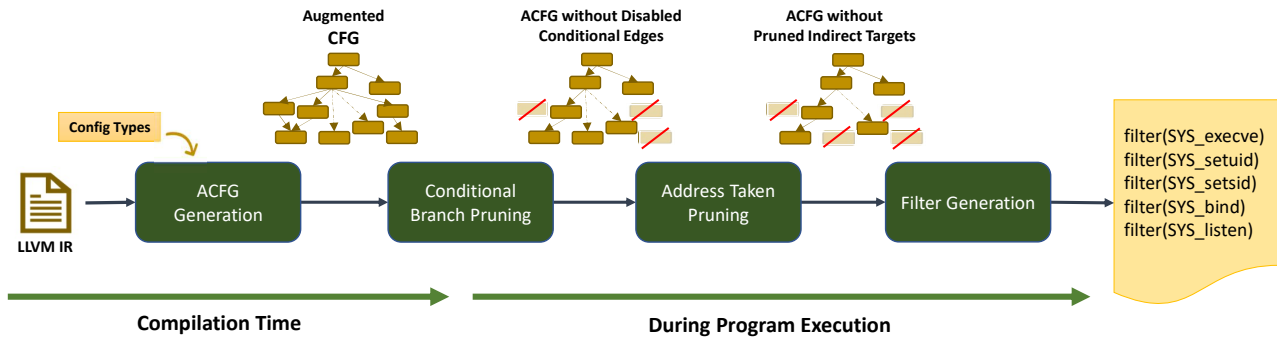 Augmented
CFG
ACFG without Disabled
Conditional Edges
ACFG without
Pruned Indirect Targets
Config Types
LLVM IR
ACFG
Generation
Conditional
Branch Pruning
Address Taken
Pruning
Filter Generation
filter(SYS_execve)
filter(SYS_setuid)
filter(SYS_setsid)
filter(SYS_bind)
filter(SYS_listen)
Compilation Time
During Program Execution